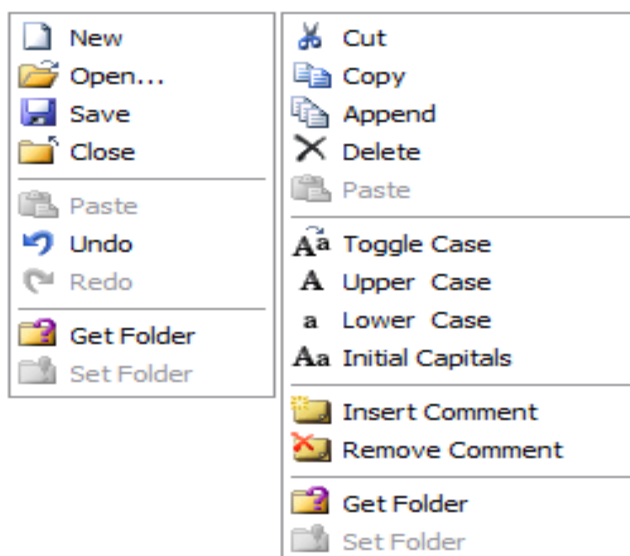 New
Open...
Save
Close
Paste
Undo
Redo
Get Folder
Set Folder
Cut
Copy
Append
Delete
Paste
Toggle Case
Upper Case
Lower Case
Initial Capitals
Insert Comment
Remove Comment
Get Folder
Set Folder